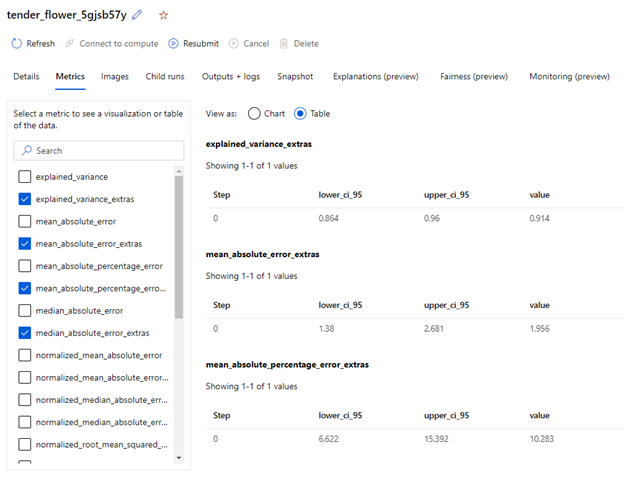 tender_flower_5gjsb57y
Refresh Connect to compute Resubmit Cancel Delete
Details Metrics Images Child runs Outputs + logs Snapshot Explanations (preview) Fairness (preview) Monitoring (preview)
Select a metric to see a visualization or table
of the data.
Search
explained_variance
explained_variance_extras
mean_absolute_error
mean_absolute_error_extras
mean_absolute_percentage_error
mean_absolute_percentage_erro...
median_absolute_error
median_absolute_error_extras
normalized_mean_absolute_error
normalized_mean_absolute_error...
normalized_median_absolute_err...
normalized_median_absolute_err...
normalized_root_mean_squared_...
View as: Chart Table
explained_variance_extras
Showing 1-1 of 1 values
Step lower_ci_95 upper_ci_95 value
0 0.864 0.96 0.914
mean_absolute_error_extras
Showing 1-1 of 1 values
Step lower_ci_95 upper_ci_95 value
0 1.38 2.681 1.956
mean_absolute_percentage_error_extras
Showing 1-1 of 1 values
Step lower_ci_95 upper_ci_95 value
0 6.622 15.392 10.283